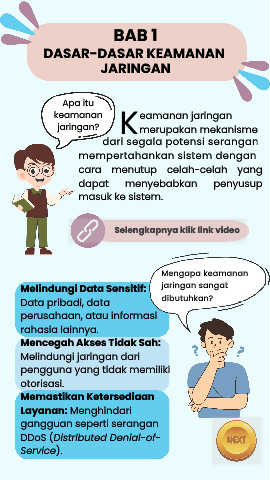 BAB 1
DASAR-DASAR KEAMANAN
JARINGAN
Apa itu
keamanan
jaringan?
Keamanan jaringan
merupakan mekanisme
dari segala potensi serangan
mempertahankan sistem dengan
cara menutup celah-celah yang
dapat menyebabkan penyusup
masuk ke sistem.
Selengkapnya klik link video
Mengapa keamanan
jaringan sangat
dibutuhkan?
Melindungi Data Sensitif:
Data pribadi, data
perusahaan, atau informasi
rahasia lainnya.
Mencegah Akses Tidak Sah:
Melindungi jaringan dari
pengguna yang tidak memiliki
otorisasi.
Memastikan Ketersediaan
Layanan: Menghindari
gangguan seperti serangan
DDoS (Distributed Denial-of-
Service).
NEXT